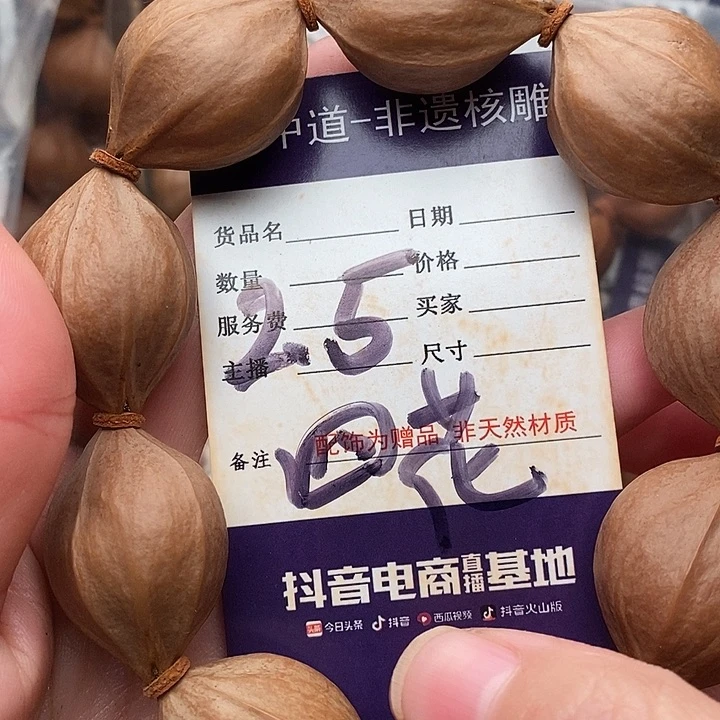 中道-非遗核雕
货品名 日期
数量 价格
服务费 买家
主播 尺寸
25
四花
备注 配饰为赠品 非天然材质
抖音电商直播基地
头条 今日头条 抖音 西瓜视频 抖音火山版